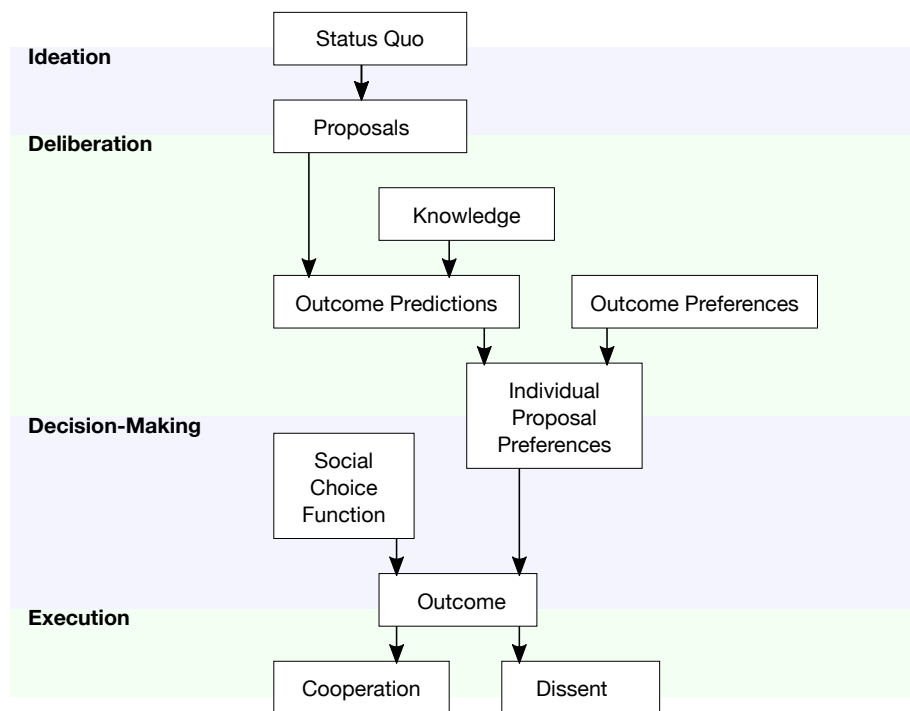 Status Quo
Ideation
Proposals
Deliberation
Knowledge
Outcome Predictions
Outcome Preferences
Individual
Proposal
Preferences
Decision-Making
Social
Choice
Function
Outcome
Execution
Cooperation
Dissent